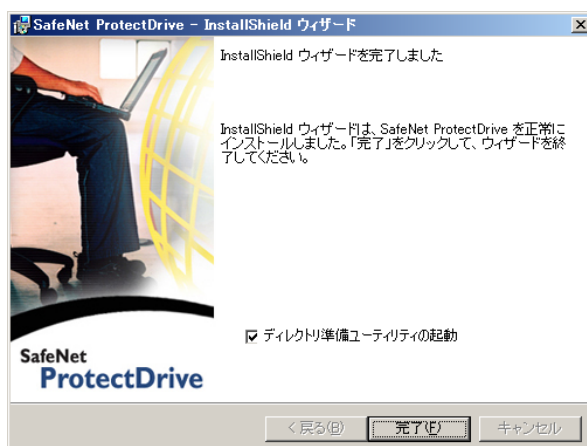 SafeNet ProtectDrive - InstallShield ウィザード
InstallShield ウィザードを完了しました
InstallShield ウィザードは、SafeNet ProtectDrive を正常に
インストールしました。「完了」をクリックして、ウィザードを終
了してください。
ディレクトリ準備ユーティリティの起動
SafeNet
ProtectDrive
< 戻る(B)
完了(F)
キャンセル